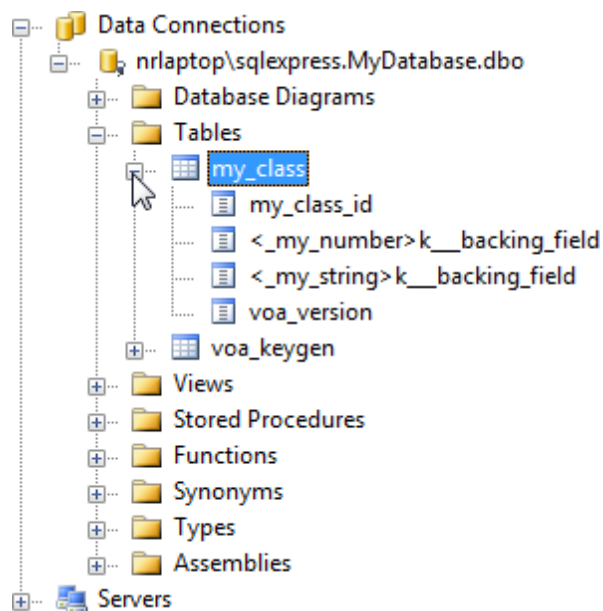 Data Connections
nrlaptop\sqlexpress.MyDatabase.dbo
Database Diagrams
Tables
my_class
my_class_id
<_my_number>k__backing_field
<_my_string>k__backing_field
voa_version
voa_keygen
Views
Stored Procedures
Functions
Synonyms
Types
Assemblies
Servers